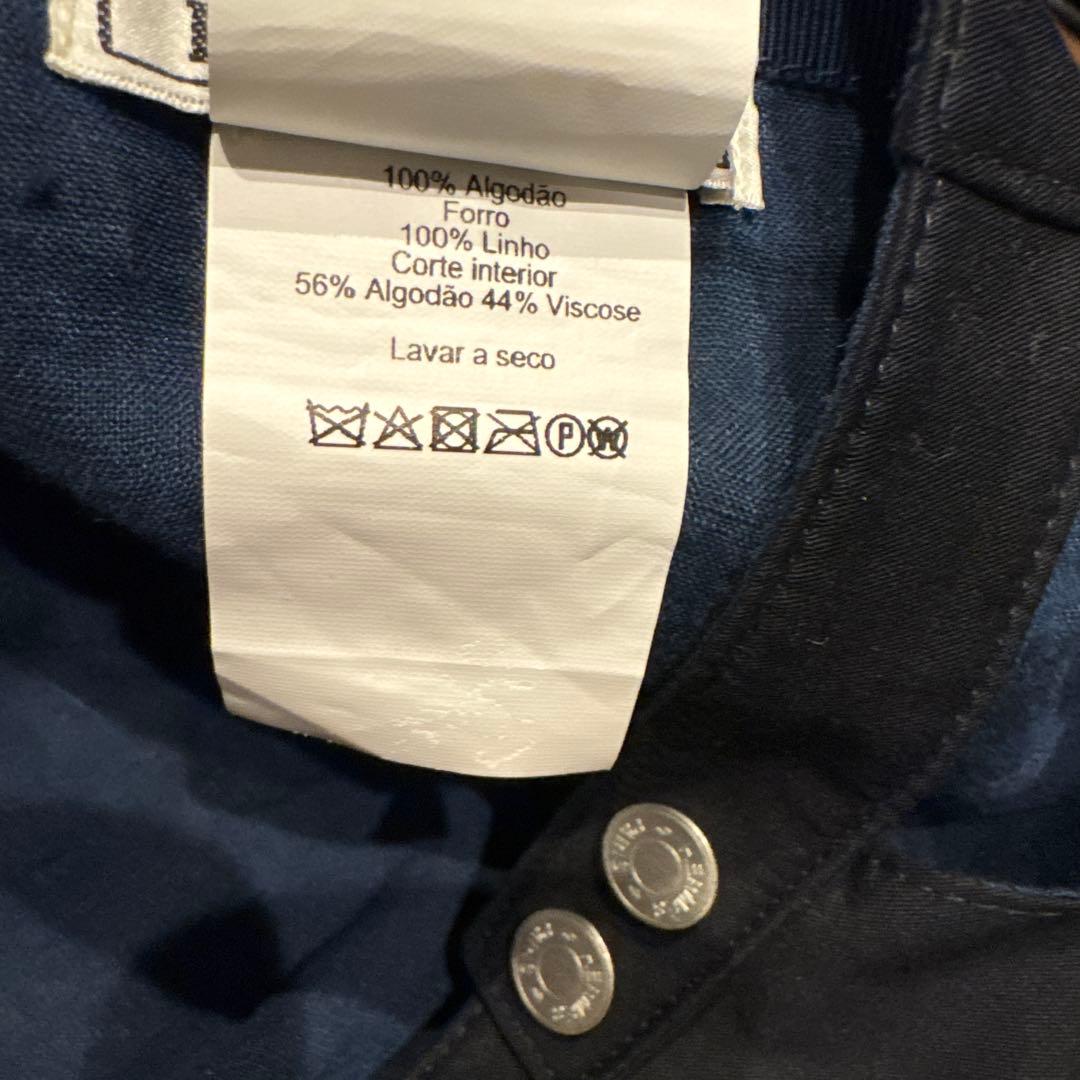 100% Algodão
Forro
100% Linho
Corte interior
56% Algodão 44% Viscose
Lavar a seco
P
W